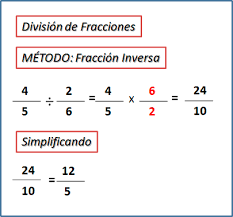 División de Fracciones
MÉTODO: Fracción Inversa
4/5 ÷ 2/6 = 4/5 x 6/2 = 24/10
Simplificando
24/10 = 12/5